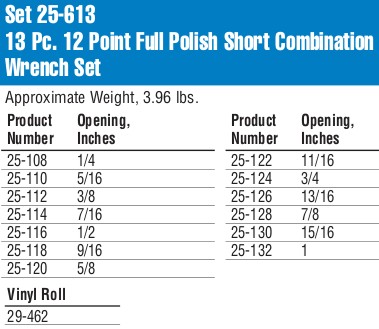 Set 25-613
13 Pc. 12 Point Full Polish Short Combination
Wrench Set
Approximate Weight, 3.96 lbs.
Product Opening,
Number Inches
25-108 1/4
25-110 5/16
25-112 3/8
25-114 7/16
25-116 1/2
25-118 9/16
25-120 5/8
Product Opening,
Number Inches
25-122 11/16
25-124 3/4
25-126 13/16
25-128 7/8
25-130 15/16
25-132 1
Vinyl Roll
29-462